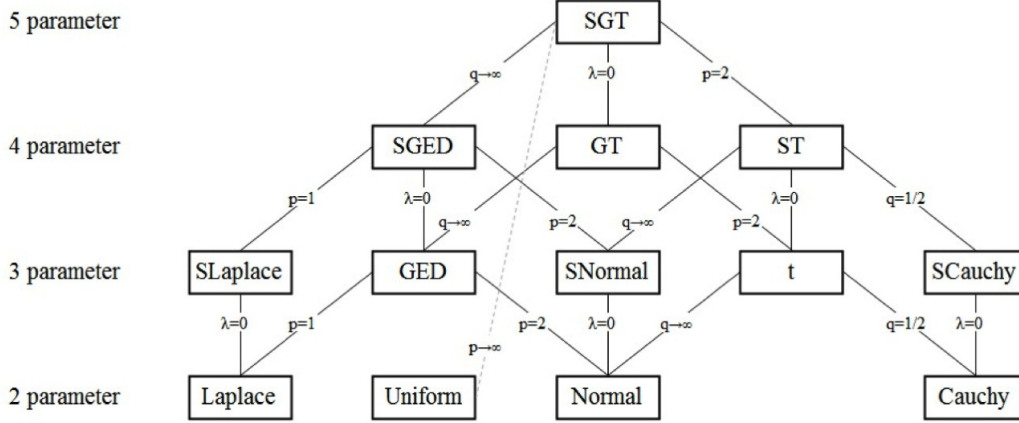 5 parameter SGT
q→∞ λ=0 p=2
4 parameter SGED GT ST
p=1 λ=0 q→∞ p=2 q→∞ p=2 λ=0 q=1/2
3 parameter SLaplace GED SNormal t SCauchy
λ=0 p=1 p→∞ p=2 λ=0 q→∞ q=1/2 λ=0
2 parameter Laplace Uniform Normal Cauchy